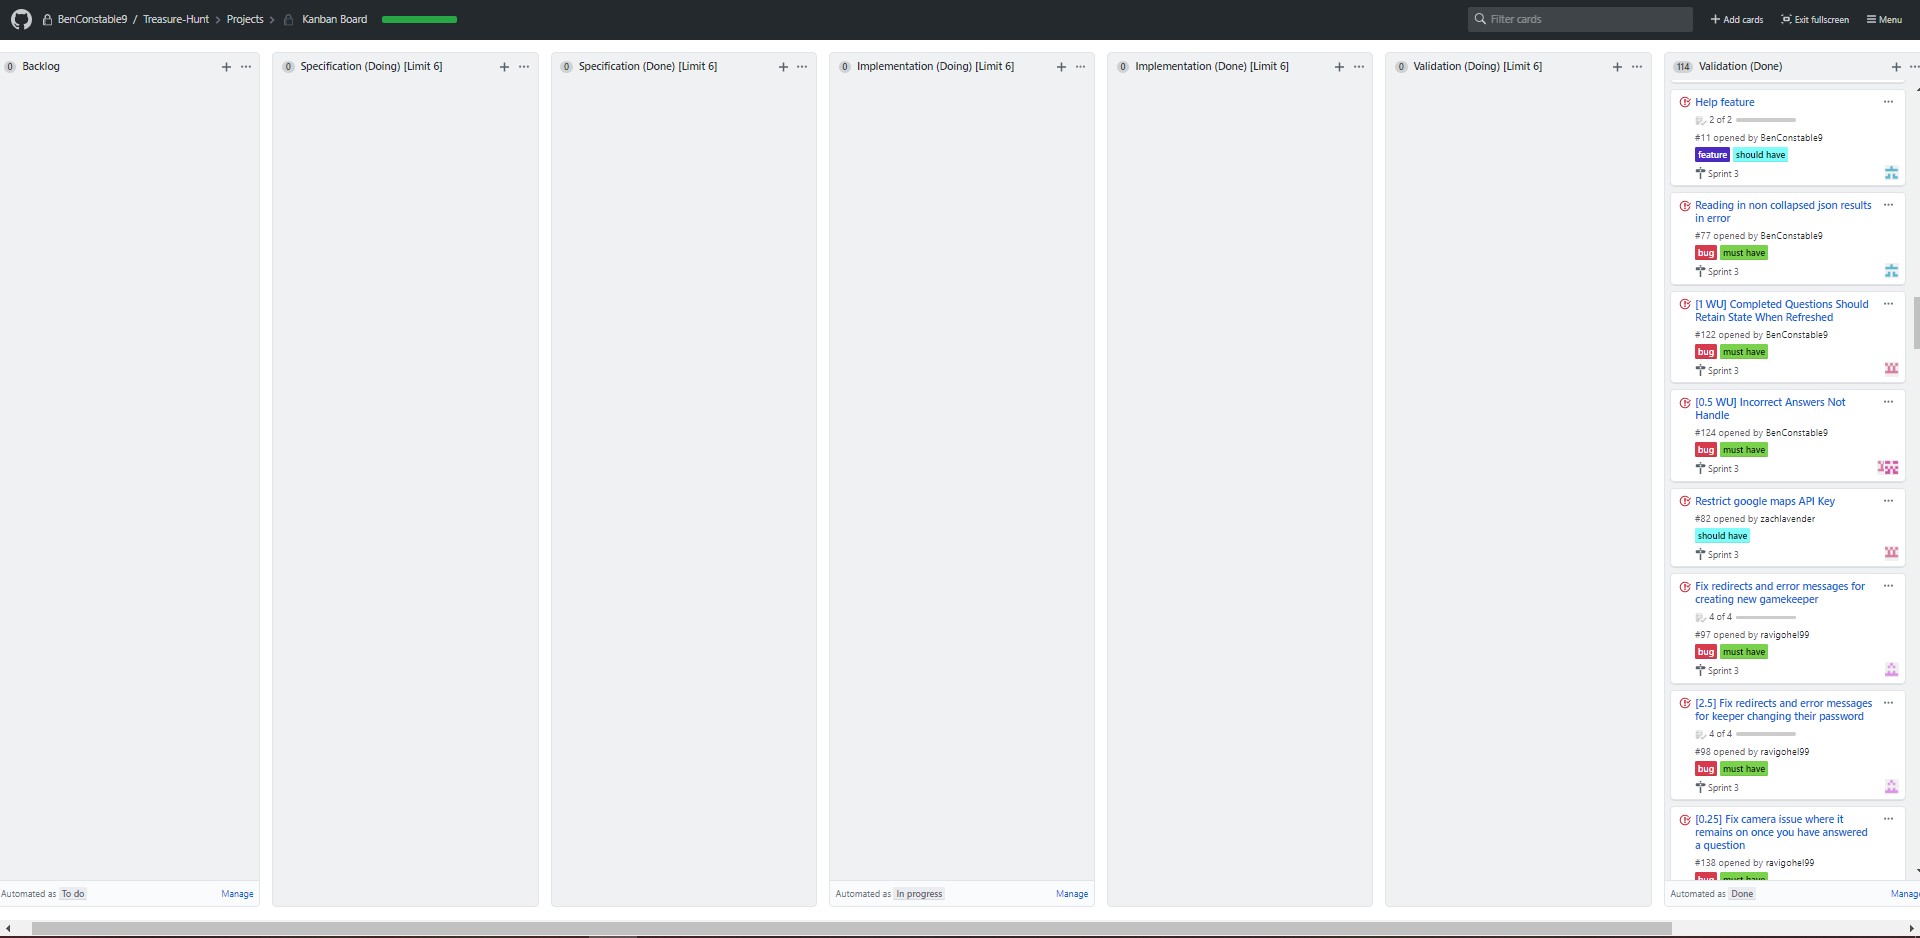 BenConstable9 / Treasure-Hunt > Projects > Kanban Board
Filter cards
Add cards
Exit fullscreen
Menu
0 Backlog
Automated as To do
Manage
0 Specification (Doing) [Limit 6]
0 Specification (Done) [Limit 6]
0 Implementation (Doing) [Limit 6]
Automated as In progress
Manage
0 Implementation (Done) [Limit 6]
0 Validation (Doing) [Limit 6]
114 Validation (Done)
Help feature
2 of 2
#11 opened by BenConstable9
feature should have
Sprint 3
Reading in non collapsed json results
in error
#77 opened by BenConstable9
bug must have
Sprint 3
[1 WU] Completed Questions Should
Retain State When Refreshed
#122 opened by BenConstable9
bug must have
Sprint 3
[0.5 WU] Incorrect Answers Not
Handle
#124 opened by BenConstable9
bug must have
Sprint 3
Restrict google maps API Key
#82 opened by zachlavender
should have
Sprint 3
Fix redirects and error messages for
creating new gamekeeper
4 of 4
#97 opened by ravigohel99
bug must have
Sprint 3
[2.5] Fix redirects and error messages
for keeper changing their password
4 of 4
#98 opened by ravigohel99
bug must have
Sprint 3
[0.25] Fix camera issue where it
remains on once you have answered
a question
#138 opened by ravigohel99
bug must have
Automated as Done
Manag